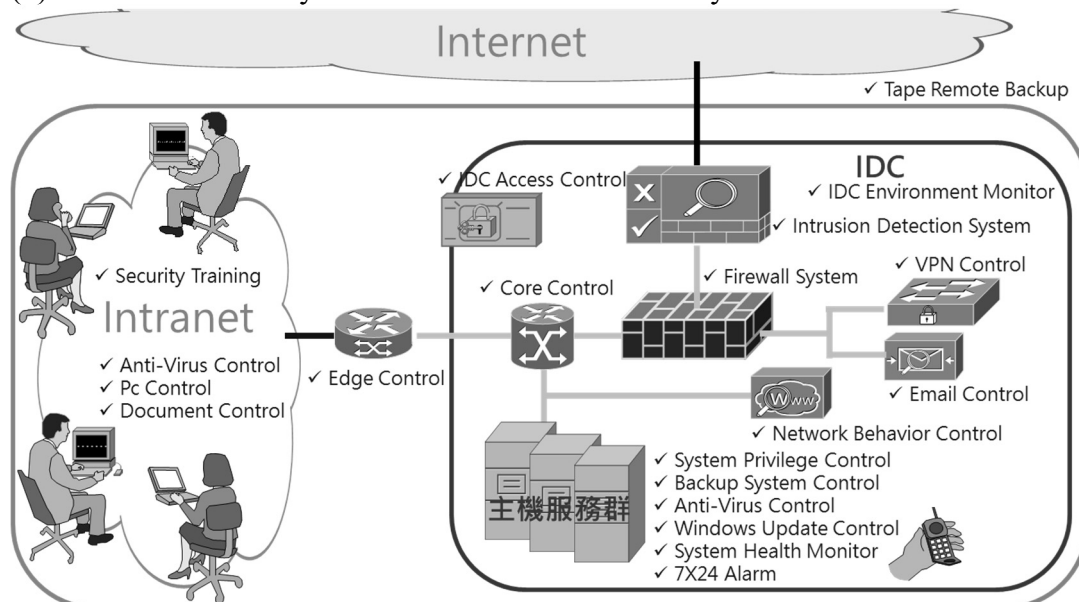 Internet
✓ Tape Remote Backup
IDC
✓ IDC Access Control
✓ IDC Environment Monitor
✓ Intrusion Detection System
✓ Security Training
✓ Firewall System
✓ VPN Control
✓ Core Control
Intranet
✓ Anti-Virus Control
✓ Pc Control
✓ Document Control
✓ Edge Control
✓ Email Control
Www
✓ Network Behavior Control
主機服務群
✓ System Privilege Control
✓ Backup System Control
✓ Anti-Virus Control
✓ Windows Update Control
✓ System Health Monitor
✓ 7X24 Alarm